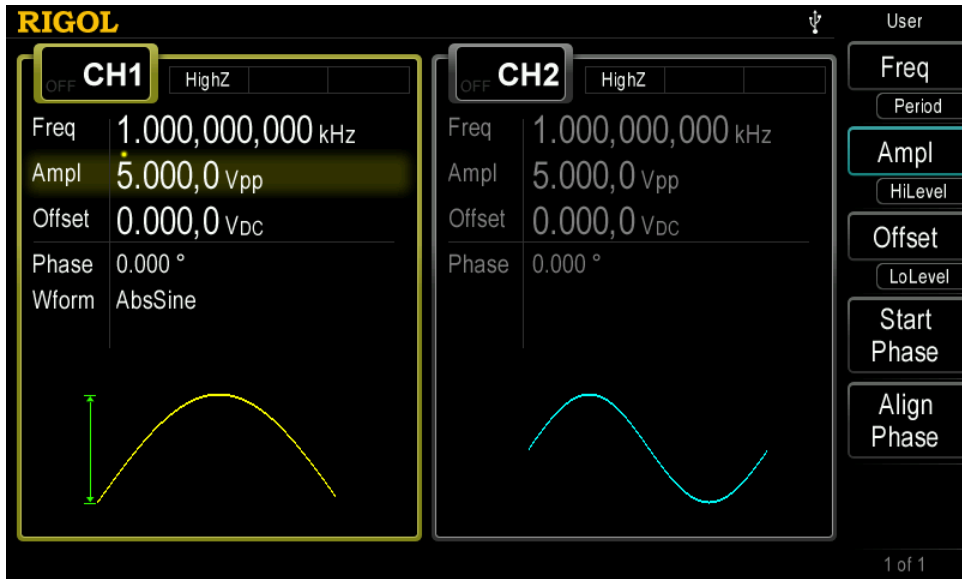 RIGOL
User
OFF CH1 HighZ
Freq 1.000,000,000 kHz
Ampl 5.000,0 Vpp
Offset 0.000,0 VDC
Phase 0.000 °
Wform AbsSine
OFF CH2 HighZ
Freq 1.000,000,000 kHz
Ampl 5.000,0 Vpp
Offset 0.000,0 VDC
Phase 0.000 °
Freq
Period
Ampl
HiLevel
Offset
LoLevel
Start
Phase
Align
Phase
1 of 1